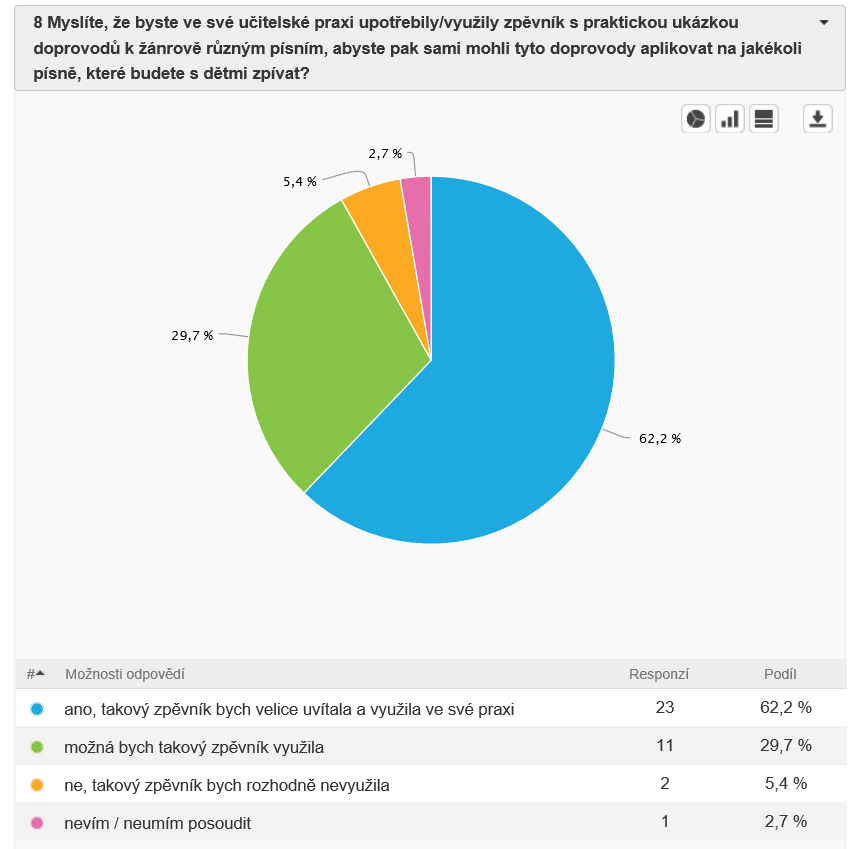 8 Myslíte, že byste ve své učitelské praxi upotřebily/využily zpěvník s praktickou ukázkou
doprovodů k žánrově různým písním, abyste pak sami mohli tyto doprovody aplikovat na jakékoli
písně, které budete s dětmi zpívat?
2,7 %
5,4 %
29,7 %
62,2 %
# Možnosti odpovědí Responzí Podíl
ano, takový zpěvník bych velice uvítala a využila ve své praxi 23 62,2 %
možná bych takový zpěvník využila 11 29,7 %
ne, takový zpěvník bych rozhodně nevyužila 2 5,4 %
nevím / neumím posoudit 1 2,7 %